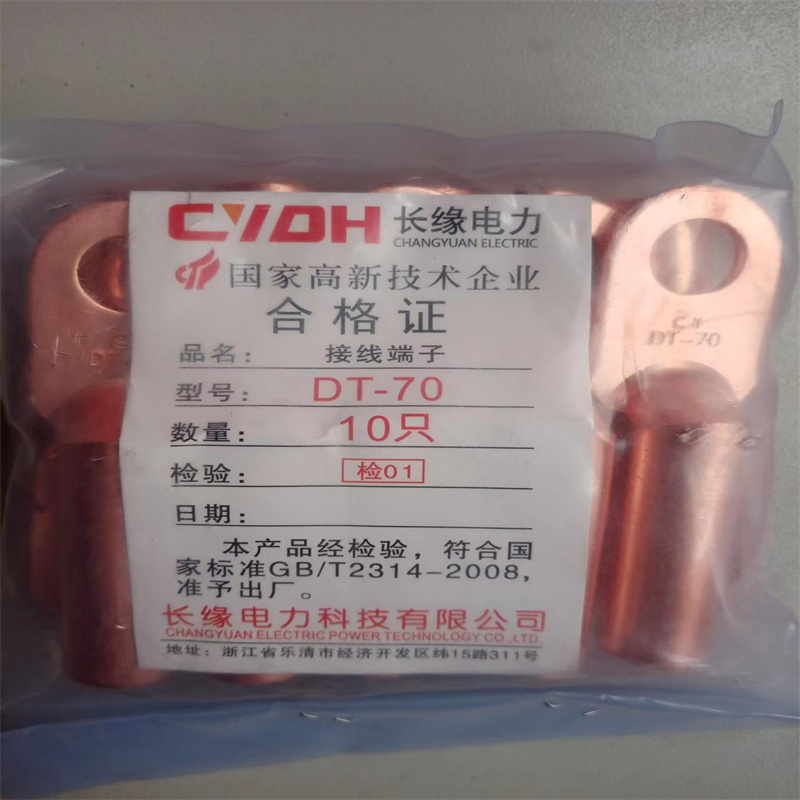 CYDH 长缘电力
CHANGYUAN ELECTRIC
国家高新技术企业
合格证
品名: 接线端子
型号: DT-70
数量: 10只
检验: 检01
日期:
本产品经检验，符合国
家标准GB/T2314-2008,
准予出厂。
长缘电力科技有限公司
CHANGYUAN ELECTRIC POWER TECHNOLOGY CO.,LTD.
地址: 浙江省乐清市经济开发区纬15路311号
CY
DT-70